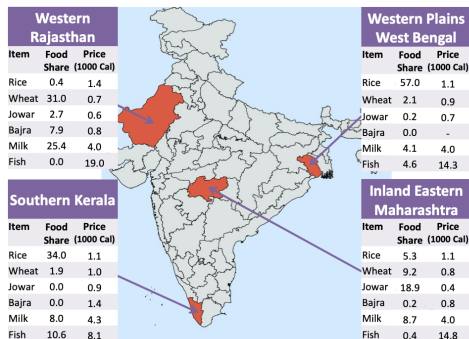 Western
Rajasthan
Item Food Share Price (1000 Cal)
Rice 0.4 1.4
Wheat 31.0 0.7
Jowar 2.7 0.6
Bajra 7.9 0.8
Milk 25.4 4.0
Fish 0.0 19.0
Western Plains
West Bengal
Item Food Share Price (1000 Cal)
Rice 57.0 1.1
Wheat 2.1 0.9
Jowar 0.2 0.7
Bajra 0.0 -
Milk 4.1 4.0
Fish 4.6 14.3
Southern Kerala
Item Food Share Price (1000 Cal)
Rice 34.0 1.1
Wheat 1.9 1.0
Jowar 0.0 0.9
Bajra 0.0 1.4
Milk 8.0 4.3
Fish 10.6 8.1
Inland Eastern
Maharashtra
Item Food Share Price (1000 Cal)
Rice 5.3 1.1
Wheat 9.2 0.8
Jowar 18.9 0.4
Bajra 0.2 0.8
Milk 8.7 4.0
Fish 0.4 14.8